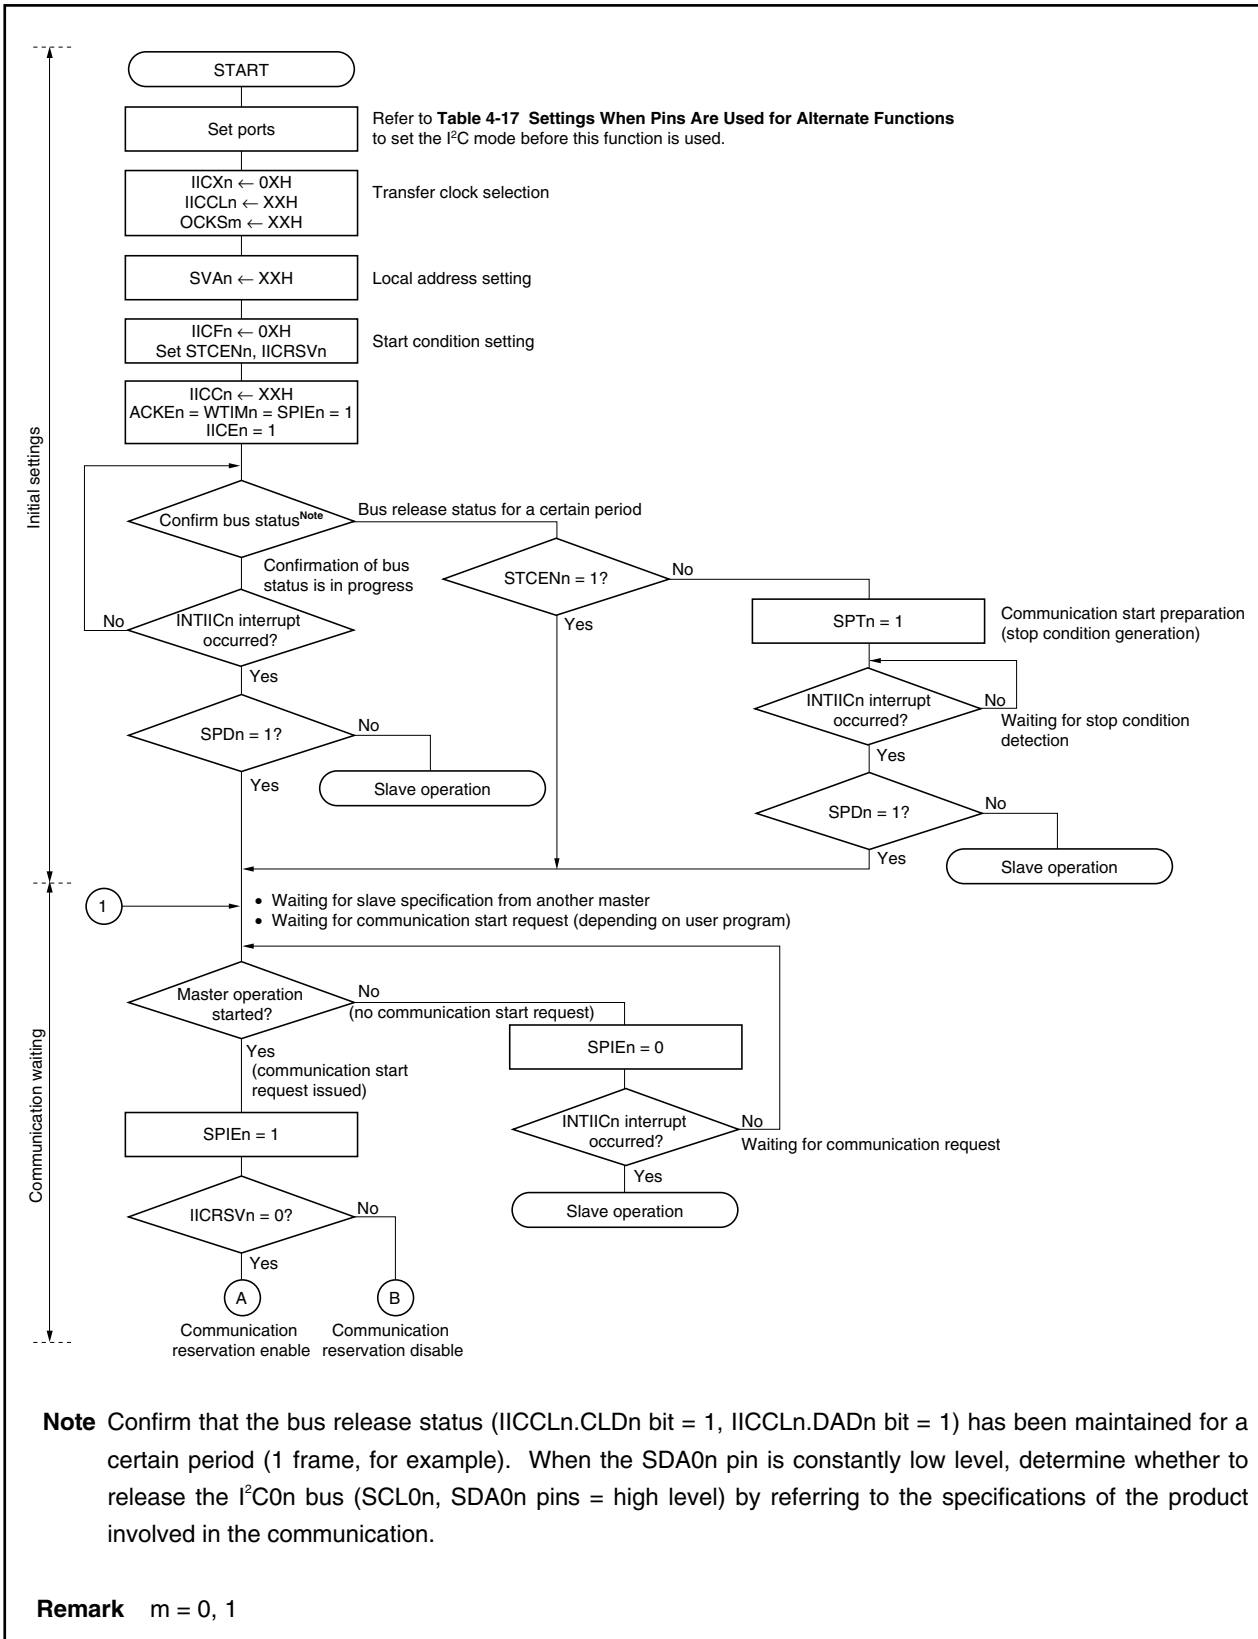 START
Set ports
Refer to Table 4-17 Settings When Pins Are Used for Alternate Functions
to set the I²C mode before this function is used.
IICXn ← 0XH
IICCLn ← XXH
OCKSm ← XXH
Transfer clock selection
SVAn ← XXH
Local address setting
IICFn ← 0XH
Set STCENn, IICRSVn
Start condition setting
IICCn ← XXH
ACKEn = WTIMn = SPIEn = 1
IICEn = 1
Initial settings
Confirm bus statusNote
Bus release status for a certain period
Confirmation of bus
status is in progress
STCENn = 1?
No
Yes
INTIICn interrupt
occurred?
No
Yes
SPTn = 1
Communication start preparation
(stop condition generation)
INTIICn interrupt
occurred?
No
Waiting for stop condition
detection
Yes
SPDn = 1?
No
Yes
Slave operation
SPDn = 1?
No
Yes
Slave operation
1
• Waiting for slave specification from another master
• Waiting for communication start request (depending on user program)
Communication waiting
Master operation
started?
No
(no communication start request)
Yes
(communication start
request issued)
SPIEn = 0
SPIEn = 1
INTIICn interrupt
occurred?
No
Waiting for communication request
Yes
Slave operation
IICRSVn = 0?
No
Yes
A
B
Communication
reservation enable
Communication
reservation disable
Note Confirm that the bus release status (IICCLn.CLDn bit = 1, IICCLn.DADn bit = 1) has been maintained for a
certain period (1 frame, for example). When the SDA0n pin is constantly low level, determine whether to
release the I²C0n bus (SCL0n, SDA0n pins = high level) by referring to the specifications of the product
involved in the communication.
Remark m = 0, 1